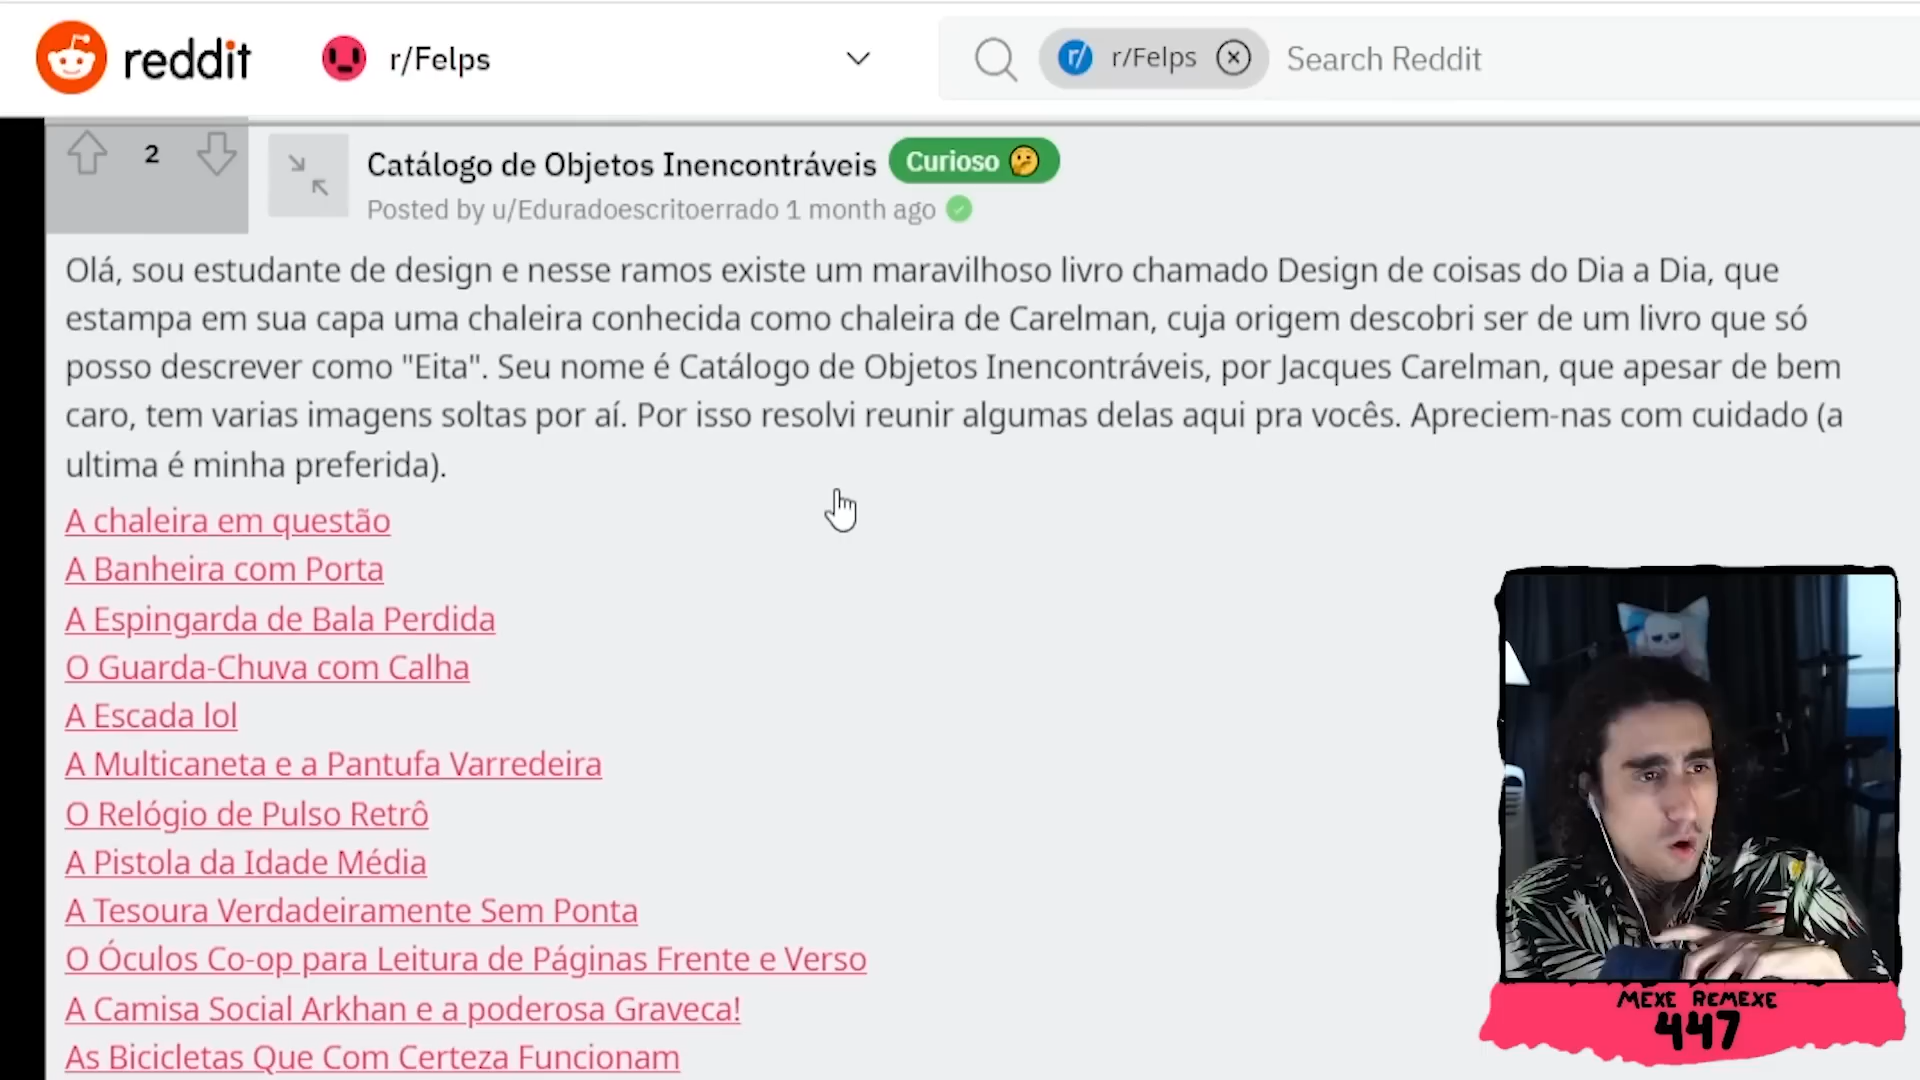 reddit
r/Felps
r/ r/Felps
Search Reddit
2
Catálogo de Objetos Inencontráveis
Curioso
Posted by u/Eduradoescritoerrado 1 month ago
Olá, sou estudante de design e nesse ramos existe um maravilhoso livro chamado Design de coisas do Dia a Dia, que
estampa em sua capa uma chaleira conhecida como chaleira de Carelman, cuja origem descobri ser de um livro que só
posso descrever como "Eita". Seu nome é Catálogo de Objetos Inencontráveis, por Jacques Carelman, que apesar de bem
caro, tem varias imagens soltas por aí. Por isso resolvi reunir algumas delas aqui pra vocês. Apreciem-nas com cuidado (a
ultima é minha preferida).
A chaleira em questão
A Banheira com Porta
A Espingarda de Bala Perdida
O Guarda-Chuva com Calha
A Escada lol
A Multicaneta e a Pantufa Varredeira
O Relógio de Pulso Retrô
A Pistola da Idade Média
A Tesoura Verdadeiramente Sem Ponta
O Óculos Co-op para Leitura de Páginas Frente e Verso
A Camisa Social Arkhan e a poderosa Graveca!
As Bicicletas Que Com Certeza Funcionam
MEXE REMEXE
447